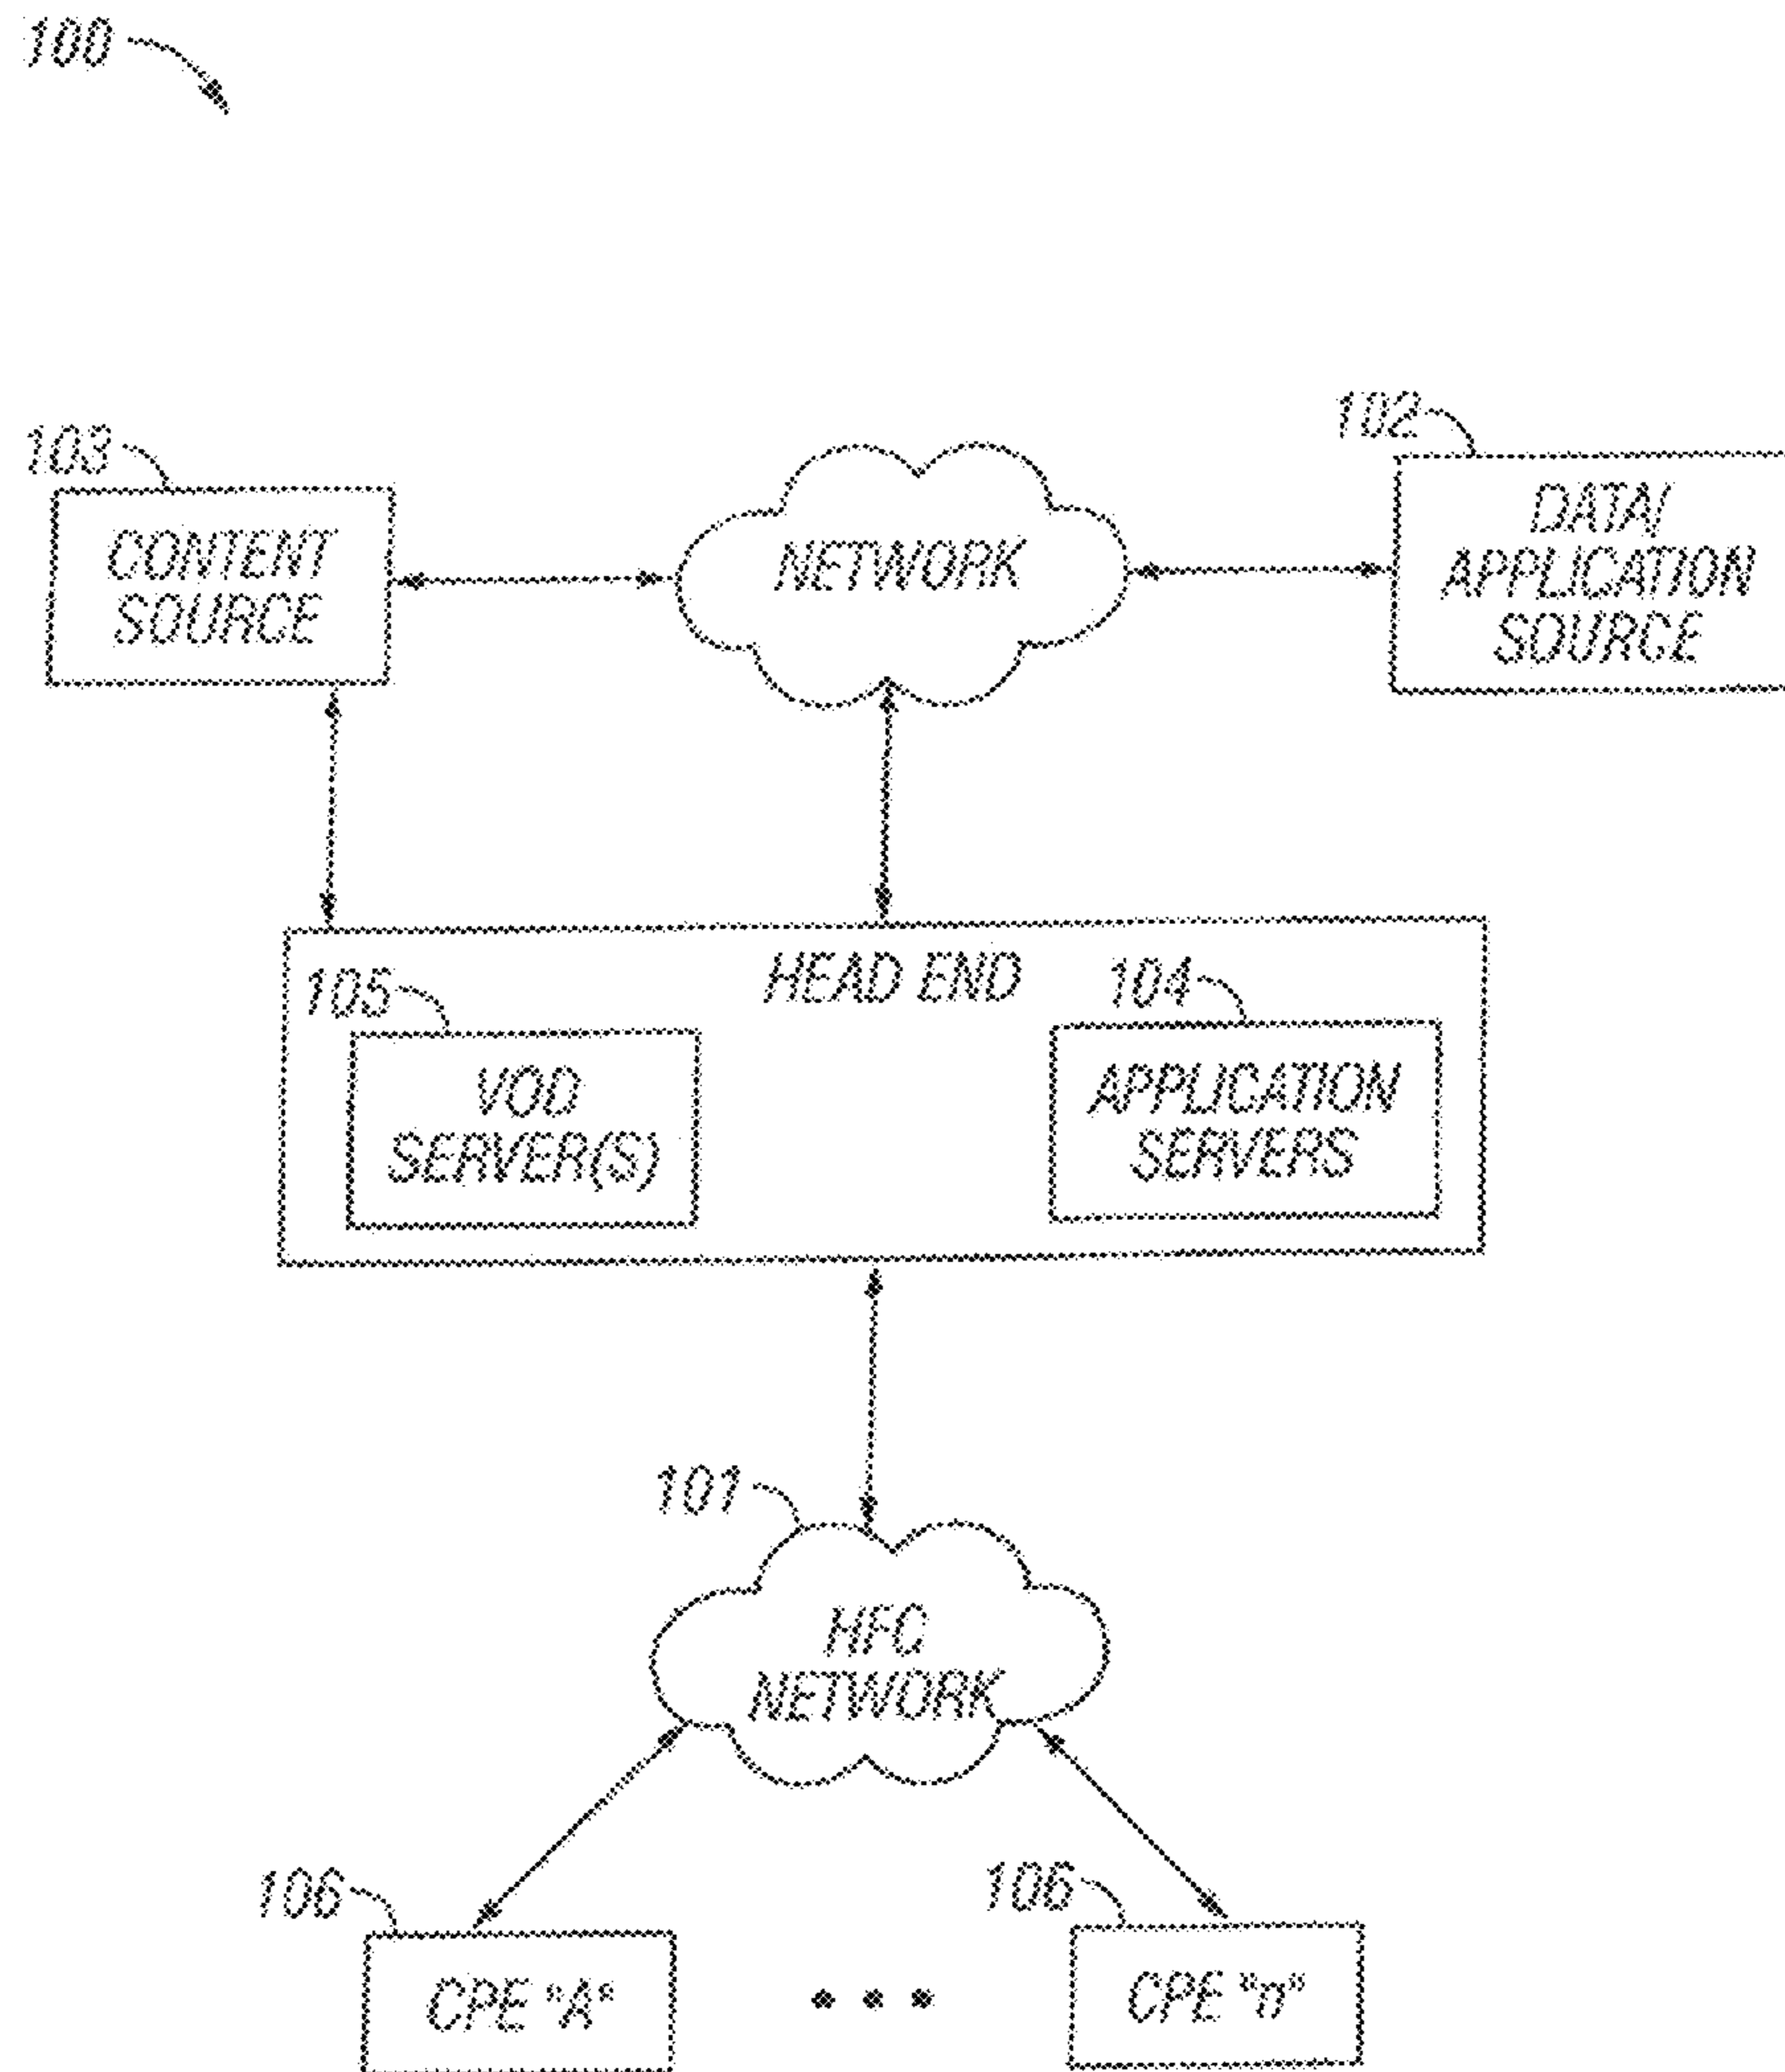 100
103
102
CONTENT
SOURCE
NETWORK
DATA/
APPLICATION
SOURCE
HEAD END
105
104
VOD
SERVER(S)
APPLICATION
SERVERS
101
HFC
NETWORK
106
106
CPE "A"
CPE "n"